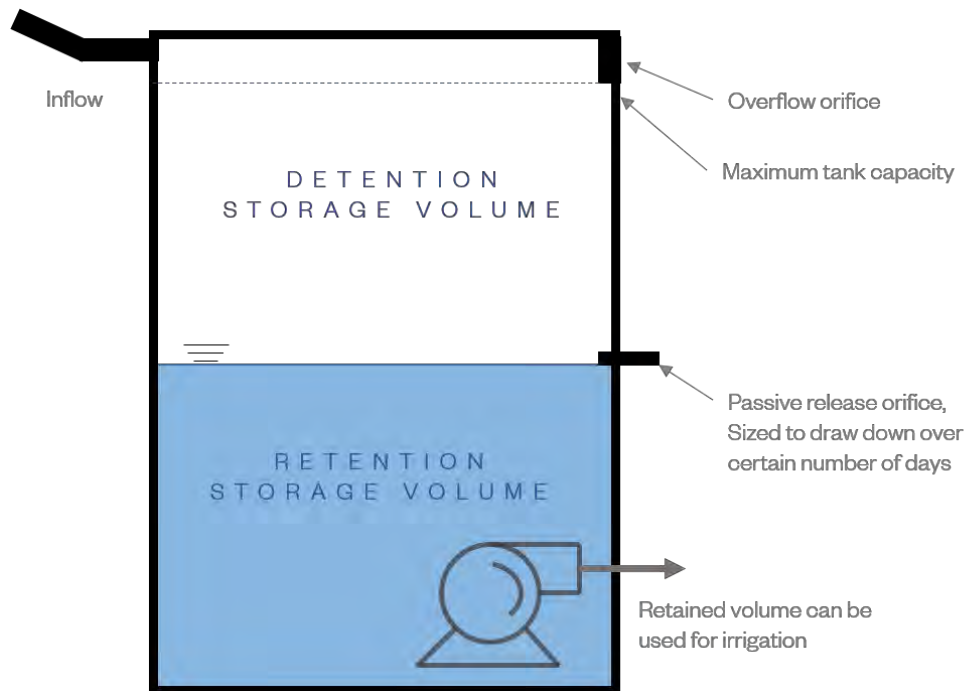 Inflow
Overflow orifice
Maximum tank capacity
DETENTION
STORAGE VOLUME
Passive release orifice,
Sized to draw down over
certain number of days
RETENTION
STORAGE VOLUME
Retained volume can be
used for irrigation